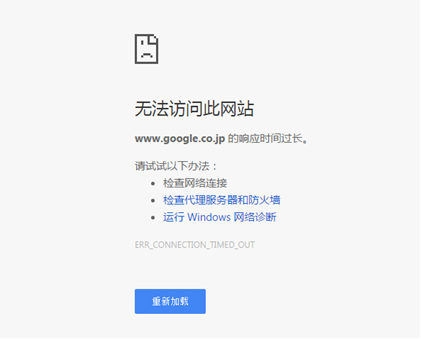 无法访问此网站
www.google.co.jp 的响应时间过长。
请试试以下办法：
检查网络连接
检查代理服务器和防火墙
运行 Windows 网络诊断
ERR_CONNECTION_TIMED_OUT
重新加载